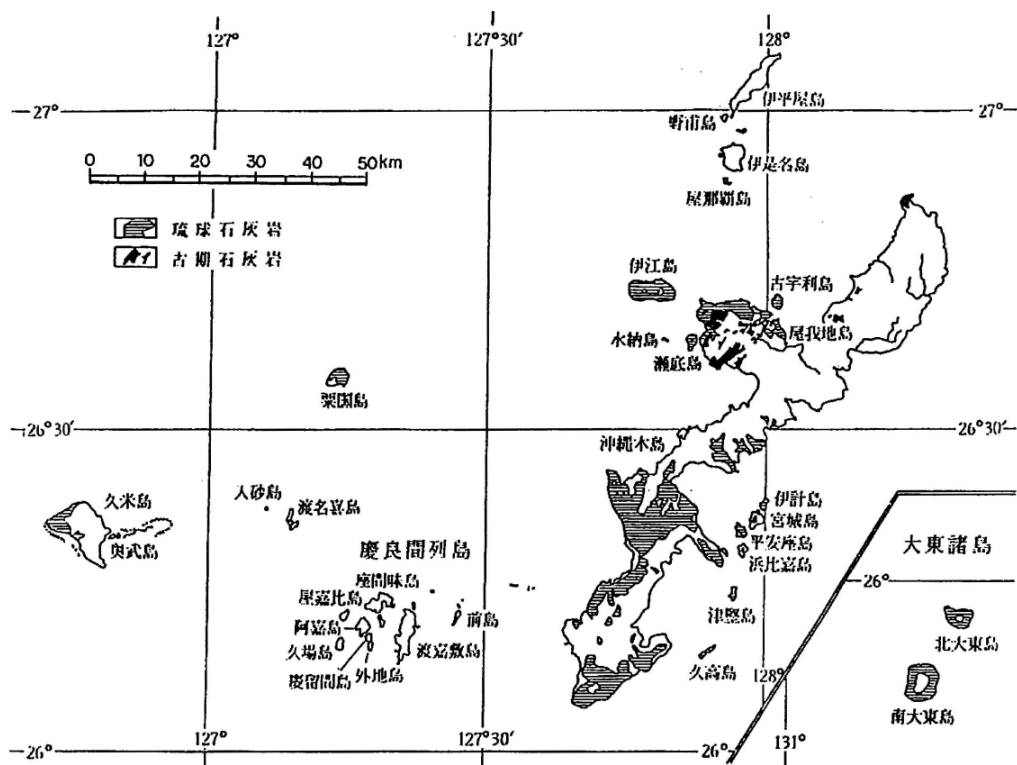 127°
127°30′
128°
27°
27°
伊平屋島
野甫島
伊是名島
屋那覇島
0 10 20 30 40 50km
琉球石灰岩
古期石灰岩
伊江島
古宇利島
水納島
屋我地島
瀬底島
粟国島
26°30′
26°30′
沖縄本島
久米島
奥武島
入砂島
渡名喜島
伊計島
宮城島
平安座島
浜比嘉島
津堅島
久高島
慶良間列島
座間味島
屋嘉比島
阿嘉島
久場島
慶留間島
外地島
渡嘉敷島
前島
大東諸島
26°
北大東島
南大東島
128°
26°
127°
127°30′
26°
131°